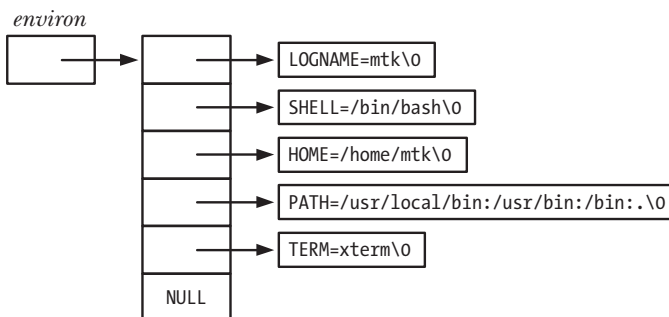 environ
LOGNAME=mtk\0
SHELL=/bin/bash\0
HOME=/home/mtk\0
PATH=/usr/local/bin:/usr/bin:/bin:.\0
TERM=xterm\0
NULL